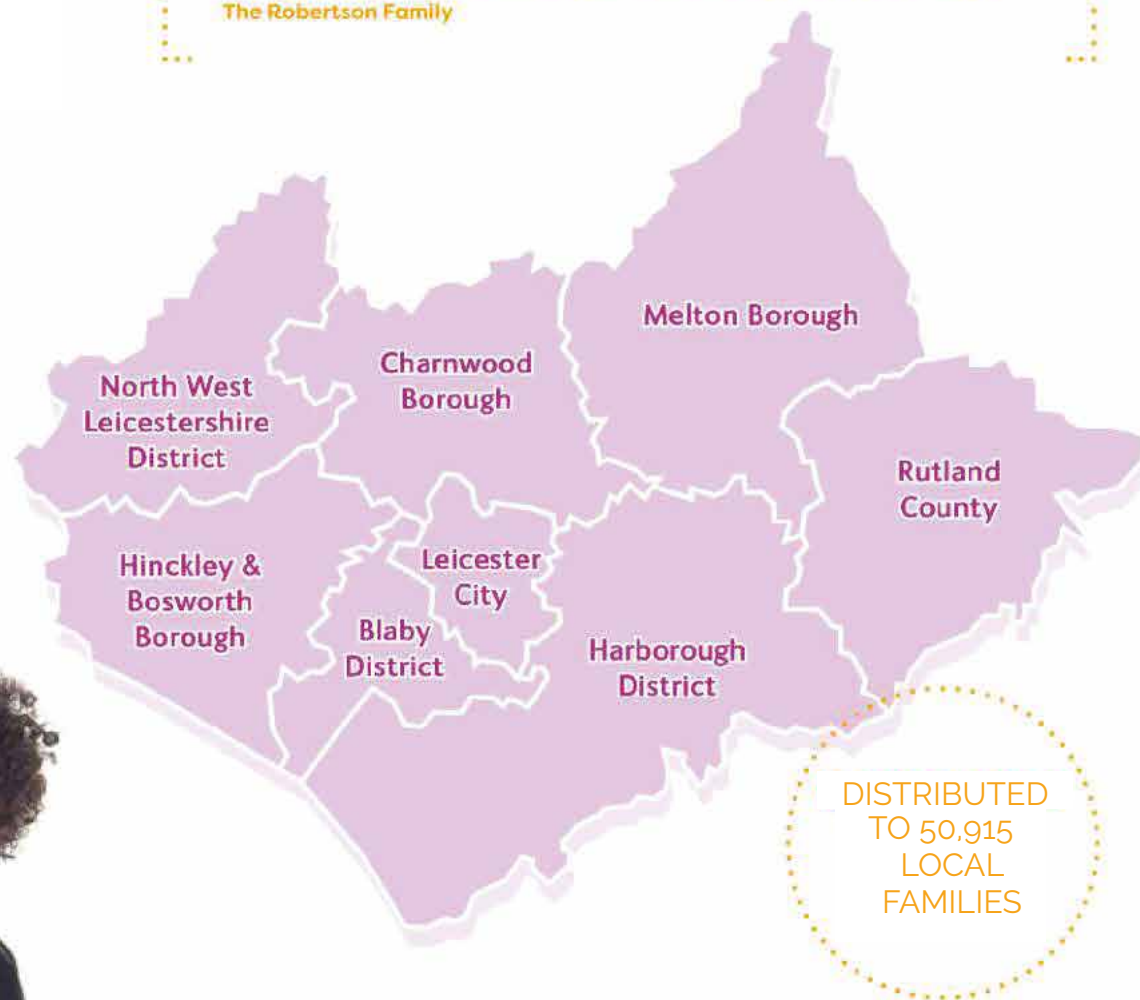 The Robertson Family
Melton Borough
Charnwood
Borough
North West
Leicestershire
District
Rutland
County
Hinckley &
Bosworth
Borough
Leicester
City
Blaby
District
Harborough
District
DISTRIBUTED
TO 50,915
LOCAL
FAMILIES